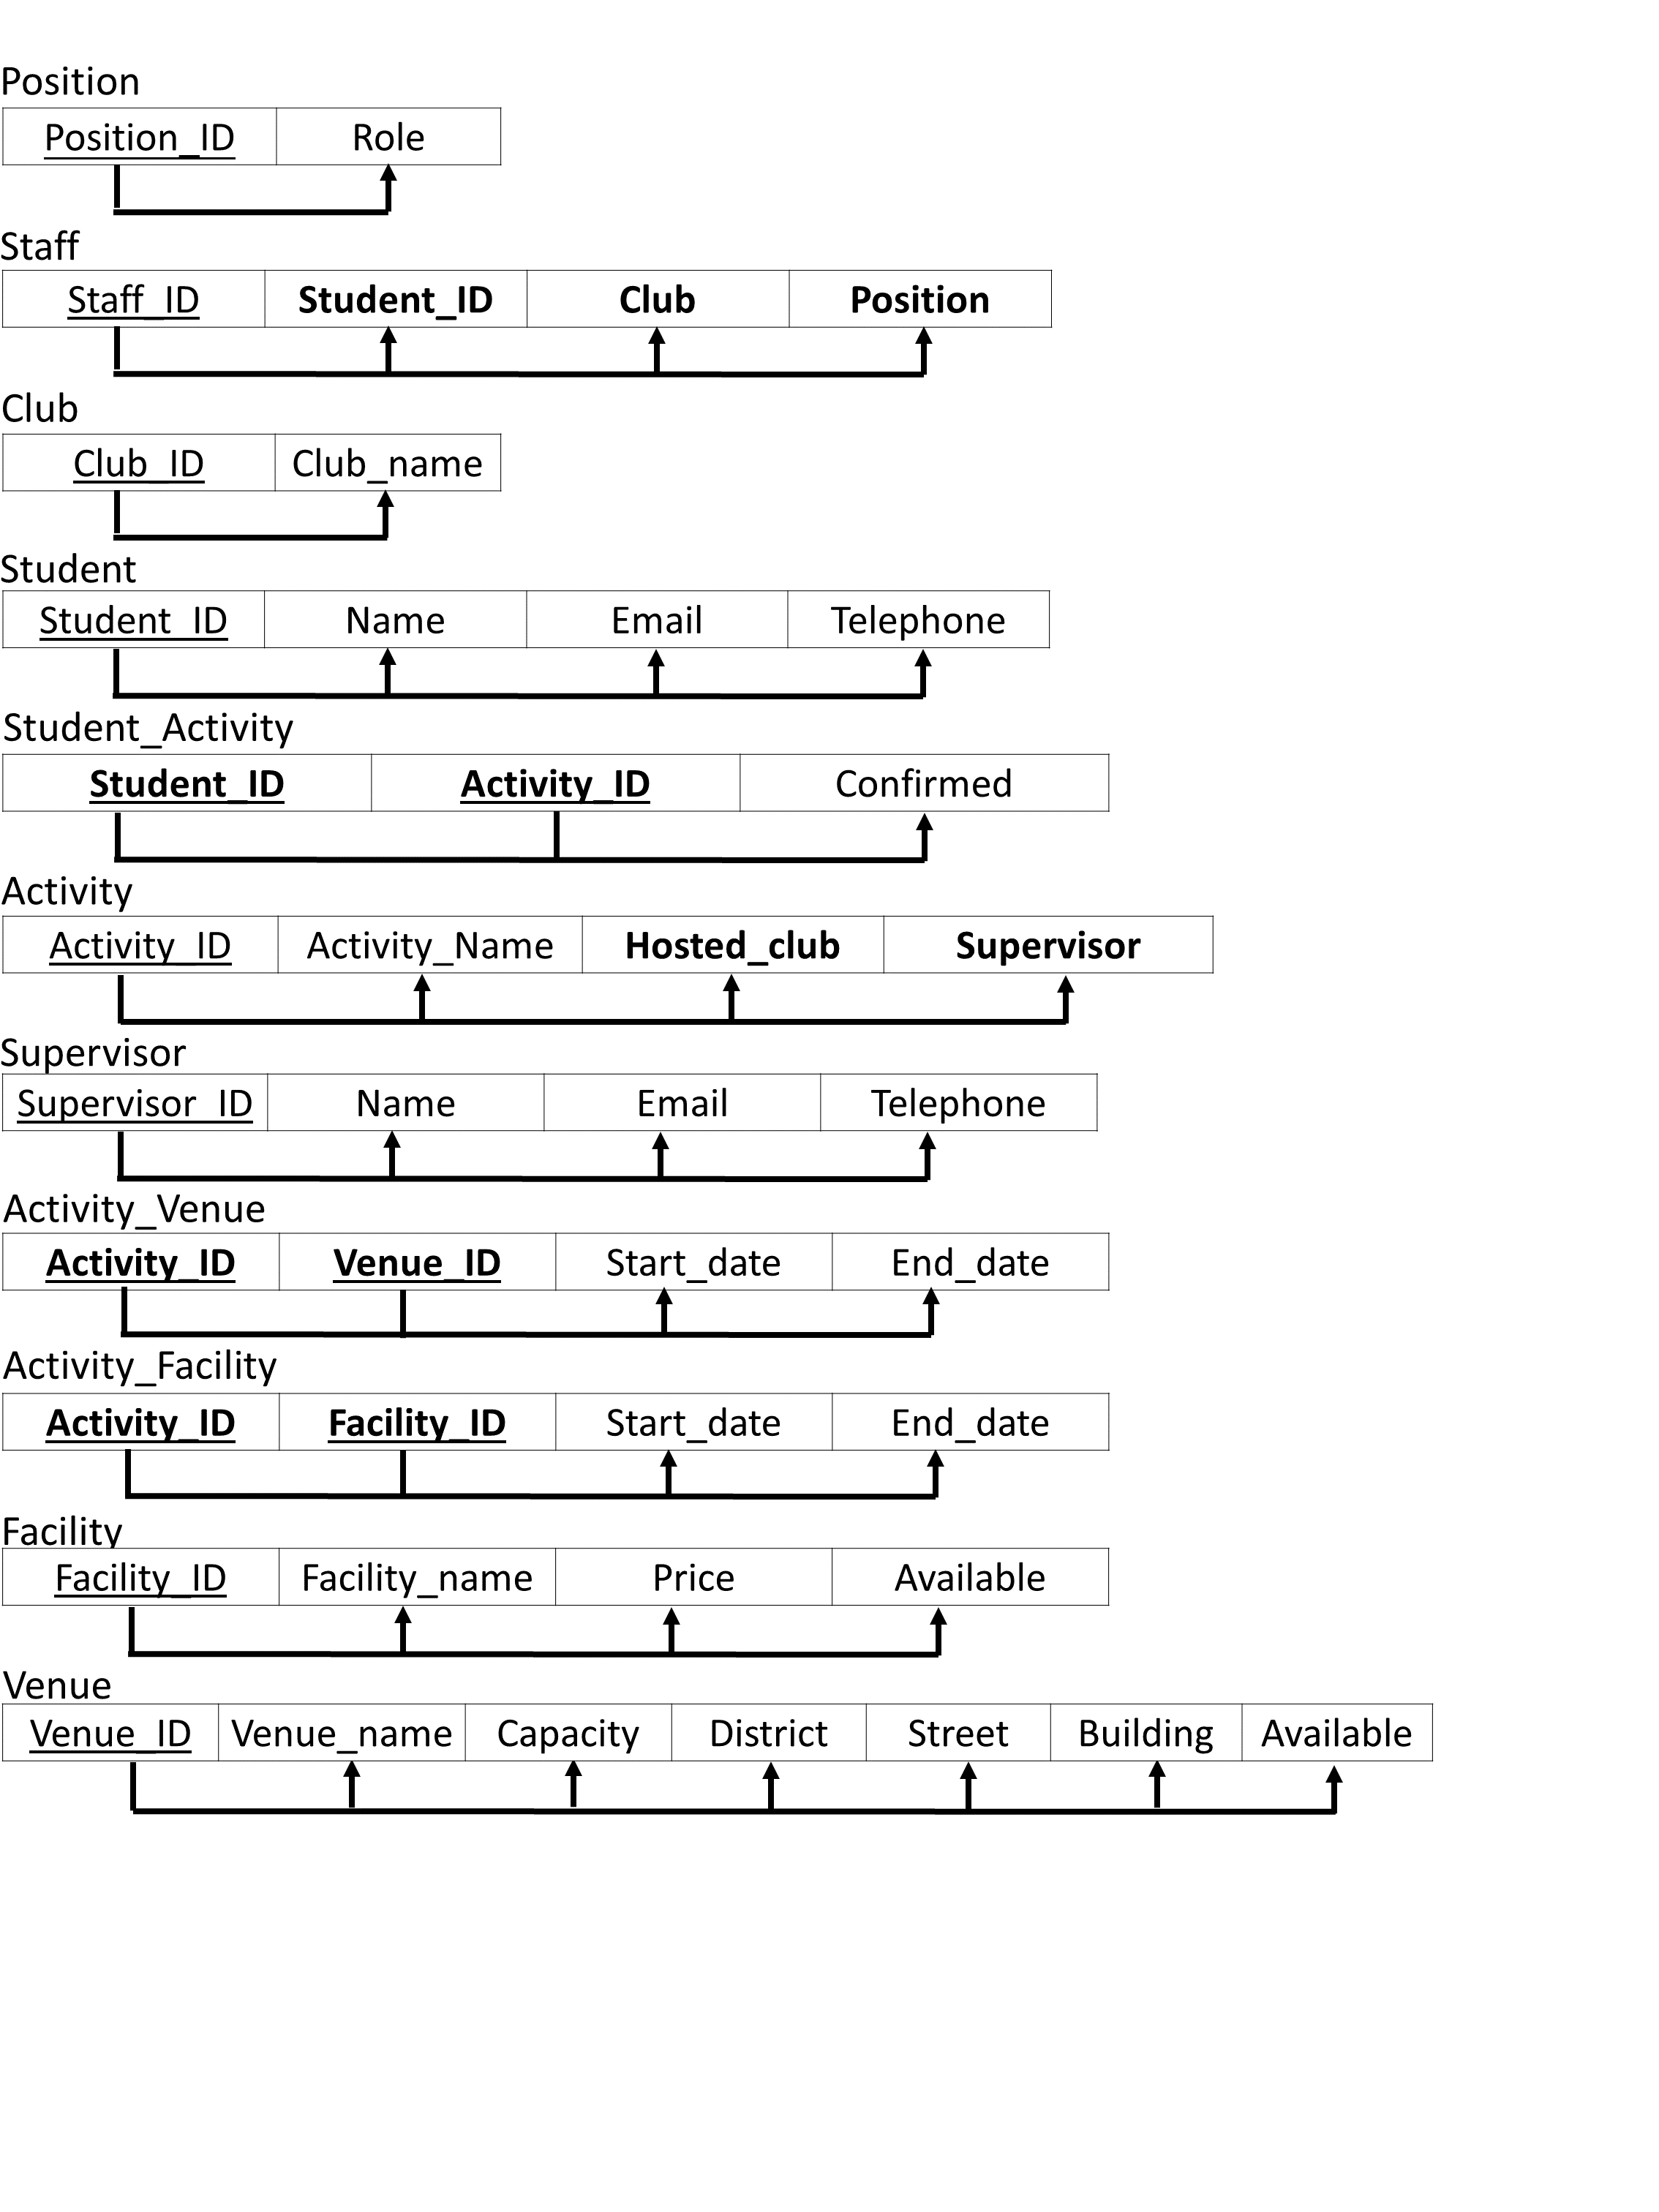 Position
Position_ID Role
Staff
Staff_ID Student_ID Club Position
Club
Club_ID Club_name
Student
Student_ID Name Email Telephone
Student_Activity
Student_ID Activity_ID Confirmed
Activity
Activity_ID Activity_Name Hosted_club Supervisor
Supervisor
Supervisor_ID Name Email Telephone
Activity_Venue
Activity_ID Venue_ID Start_date End_date
Activity_Facility
Activity_ID Facility_ID Start_date End_date
Facility
Facility_ID Facility_name Price Available
Venue
Venue_ID Venue_name Capacity District Street Building Available